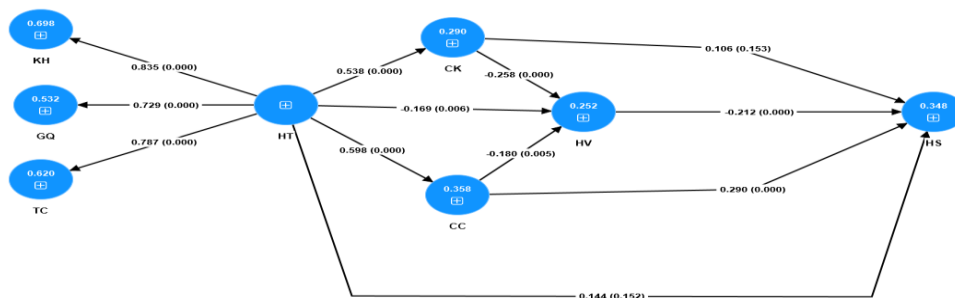 0.698
KH
0.835 (0.000)
0.290
CK
0.106 (0.153)
0.538 (0.000)
-0.258 (0.000)
0.532
GQ
0.729 (0.000)
HT
-0.169 (0.006)
0.252
HV
-0.212 (0.000)
0.348
HS
0.787 (0.000)
0.598 (0.000)
-0.180 (0.005)
0.620
TC
0.358
CC
0.290 (0.000)
0.144 (0.152)